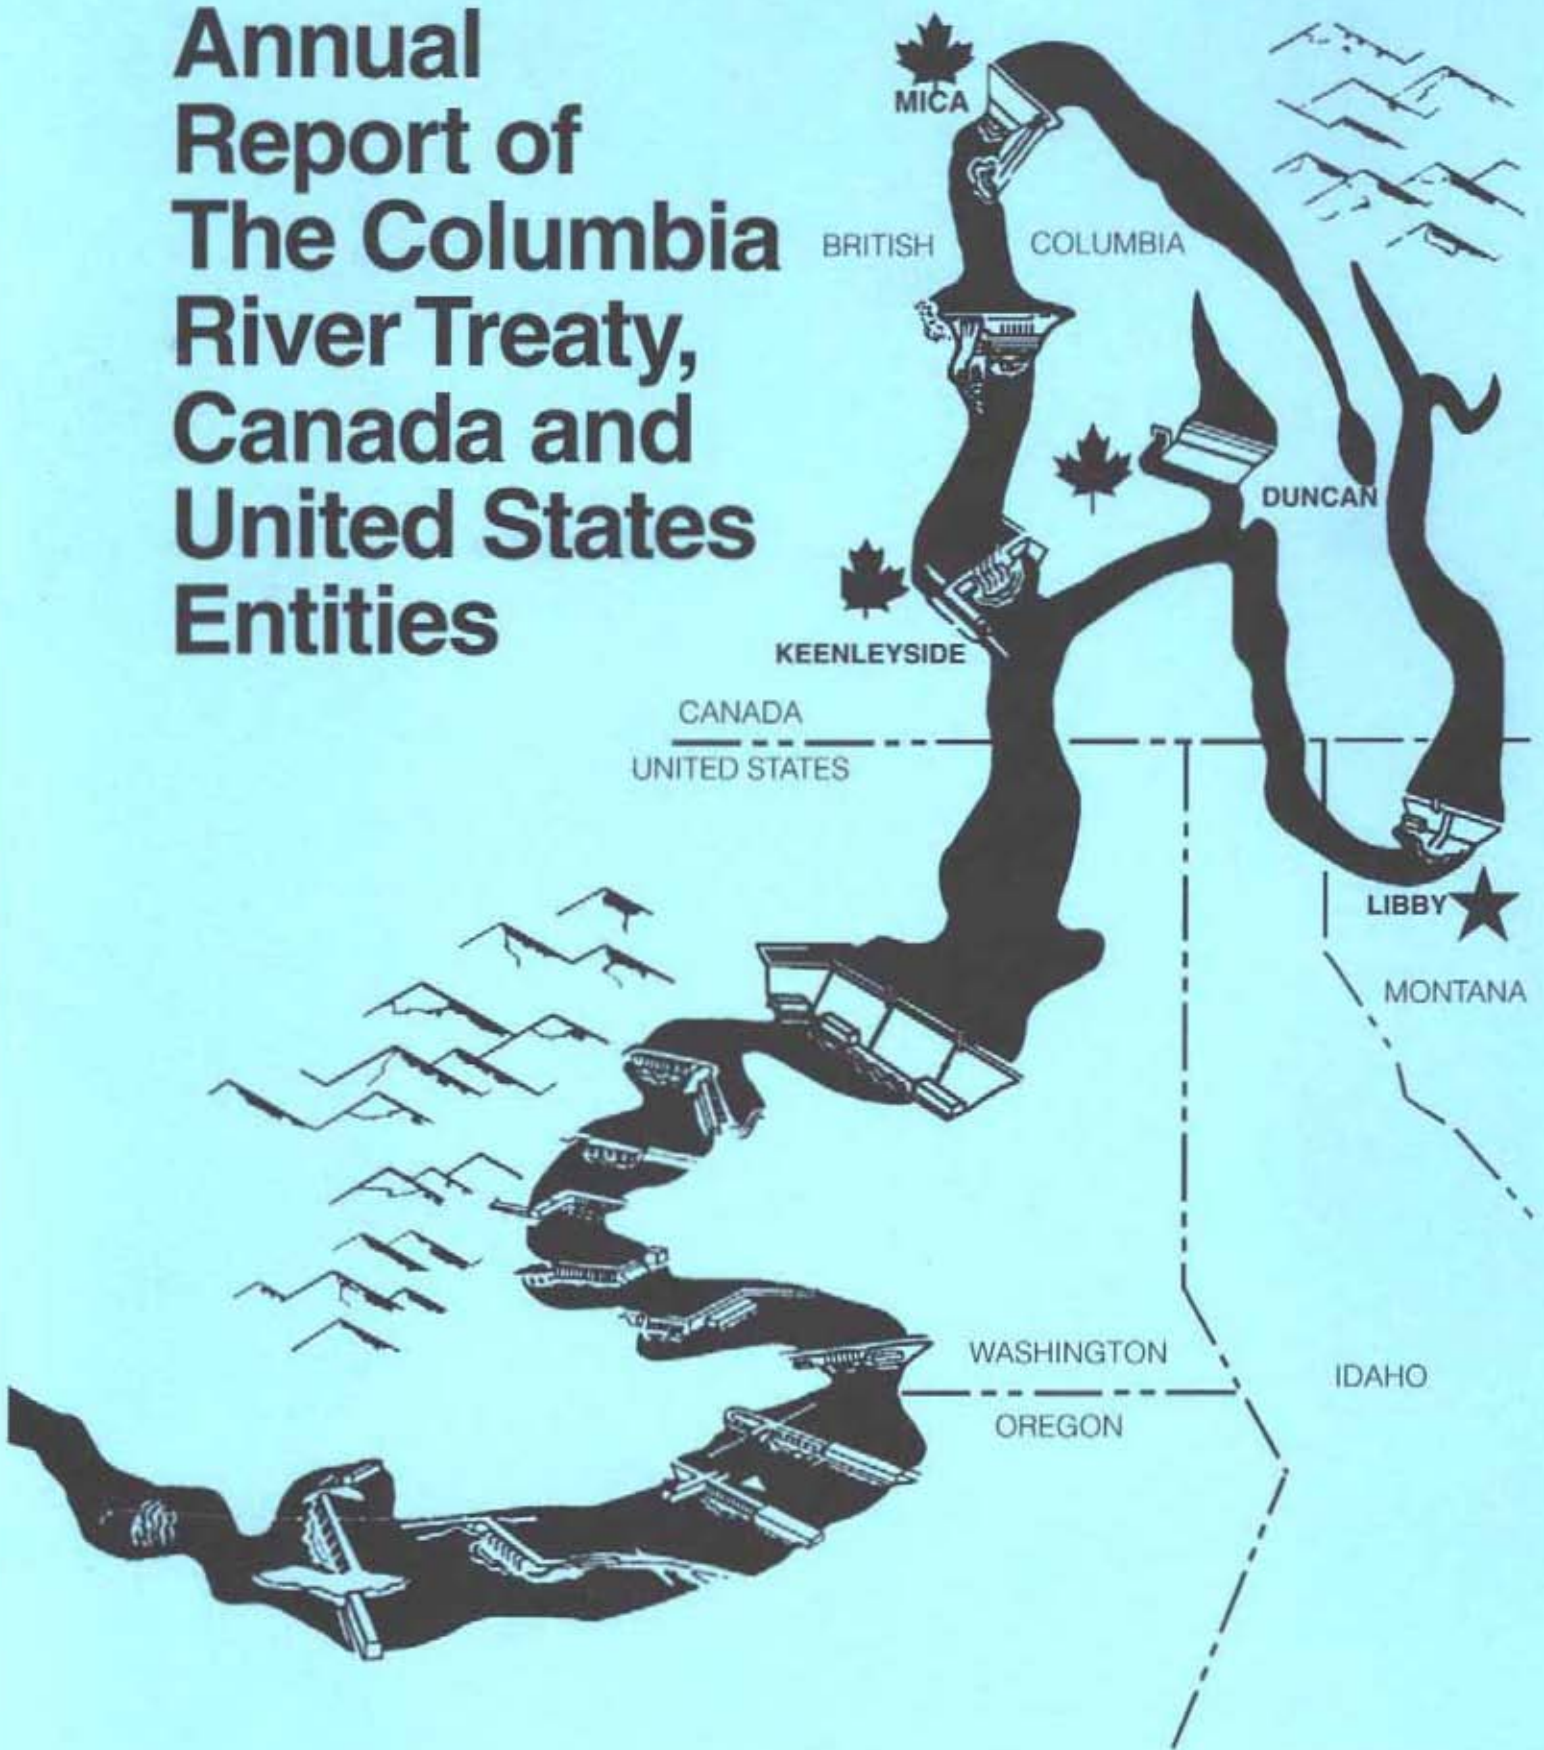 Annual
Report of
The Columbia
River Treaty,
Canada and
United States
Entities
MICA
BRITISH COLUMBIA
DUNCAN
KEENLEYSIDE
CANADA
UNITED STATES
LIBBY
MONTANA
WASHINGTON
IDAHO
OREGON